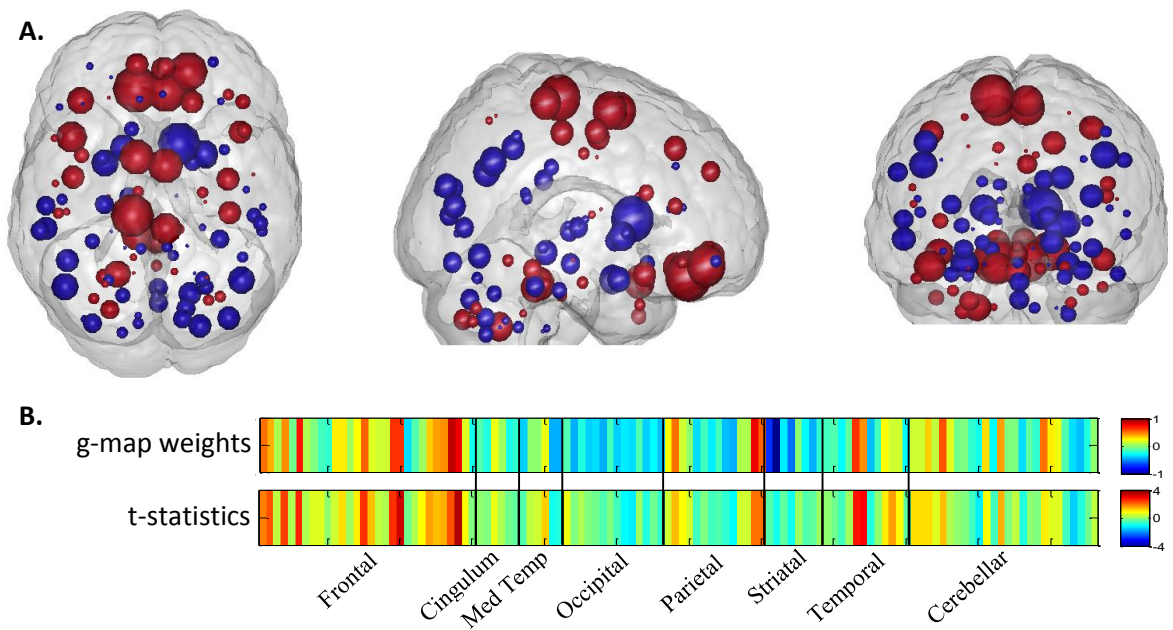 A.
B.
g-map weights
1
0
-1
t-statistics
4
0
-4
Frontal
Cingulum
Med Temp
Occipital
Parietal
Striatal
Temporal
Cerebellar